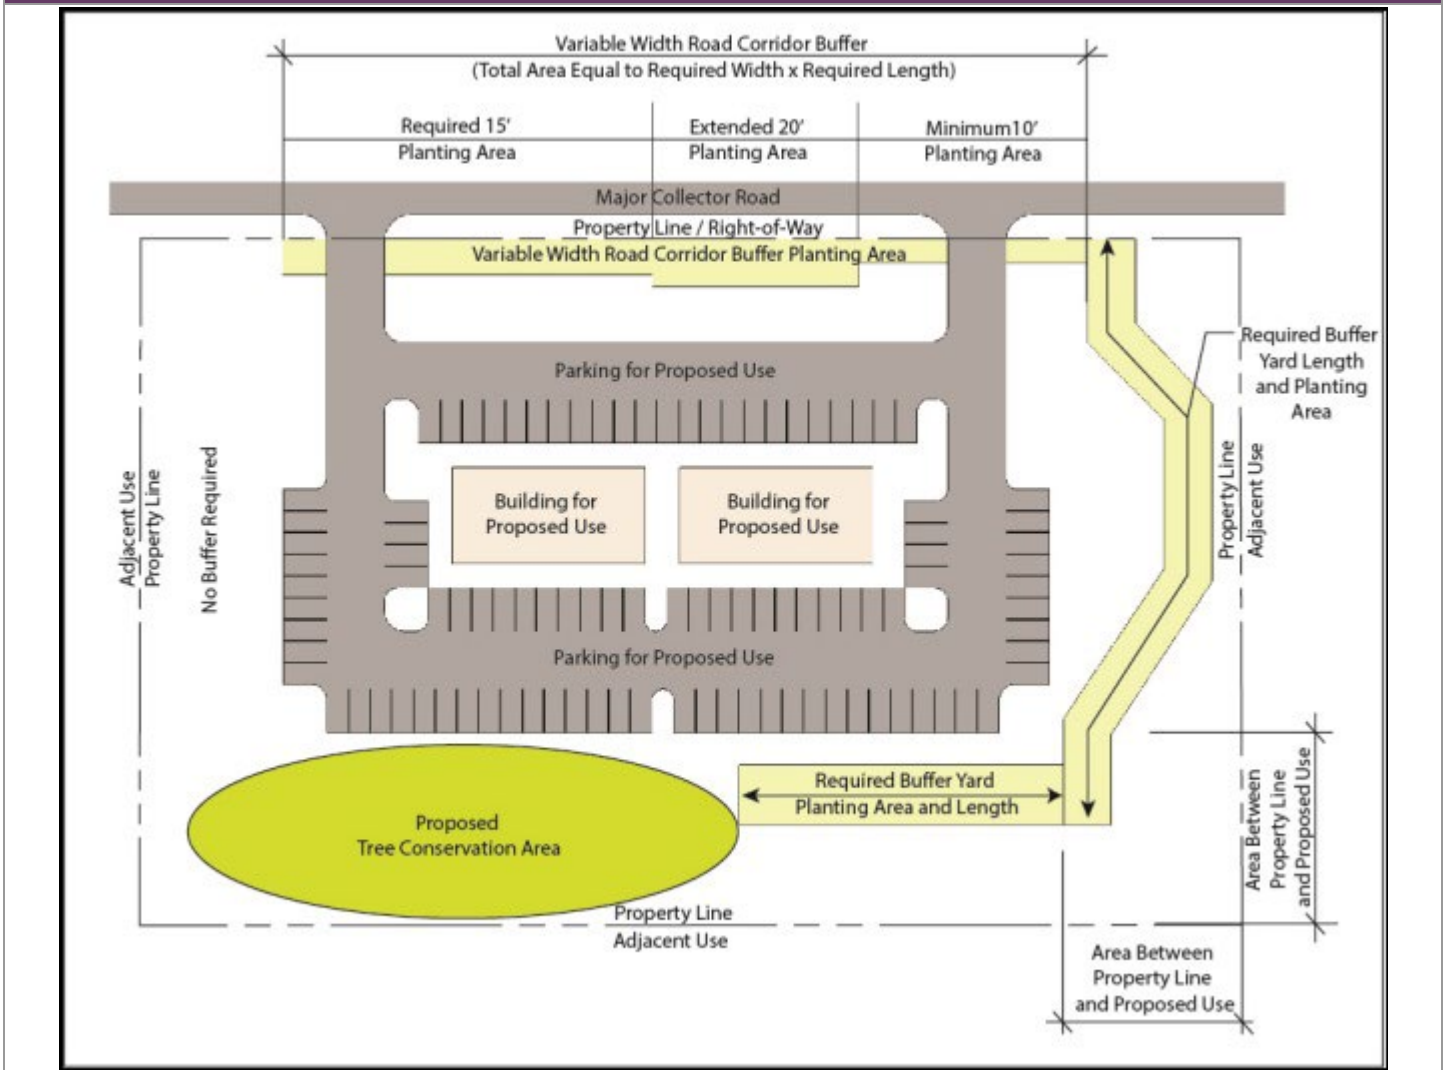 Variable Width Road Corridor Buffer
(Total Area Equal to Required Width x Required Length)
Required 15'
Planting Area
Extended 20'
Planting Area
Minimum10'
Planting Area
Major Collector Road
Property Line / Right-of-Way
Variable Width Road Corridor Buffer Planting Area
Required Buffer
Yard Length
and Planting
Area
Parking for Proposed Use
Adjacent Use
Property Line
No Buffer Required
Building for
Proposed Use
Building for
Proposed Use
Property Line
Adjacent Use
Parking for Proposed Use
Required Buffer Yard
Planting Area and Length
Proposed
Tree Conservation Area
Area Between
Property Line
and Proposed Use
Property Line
Adjacent Use
Area Between
Property Line
and Proposed Use